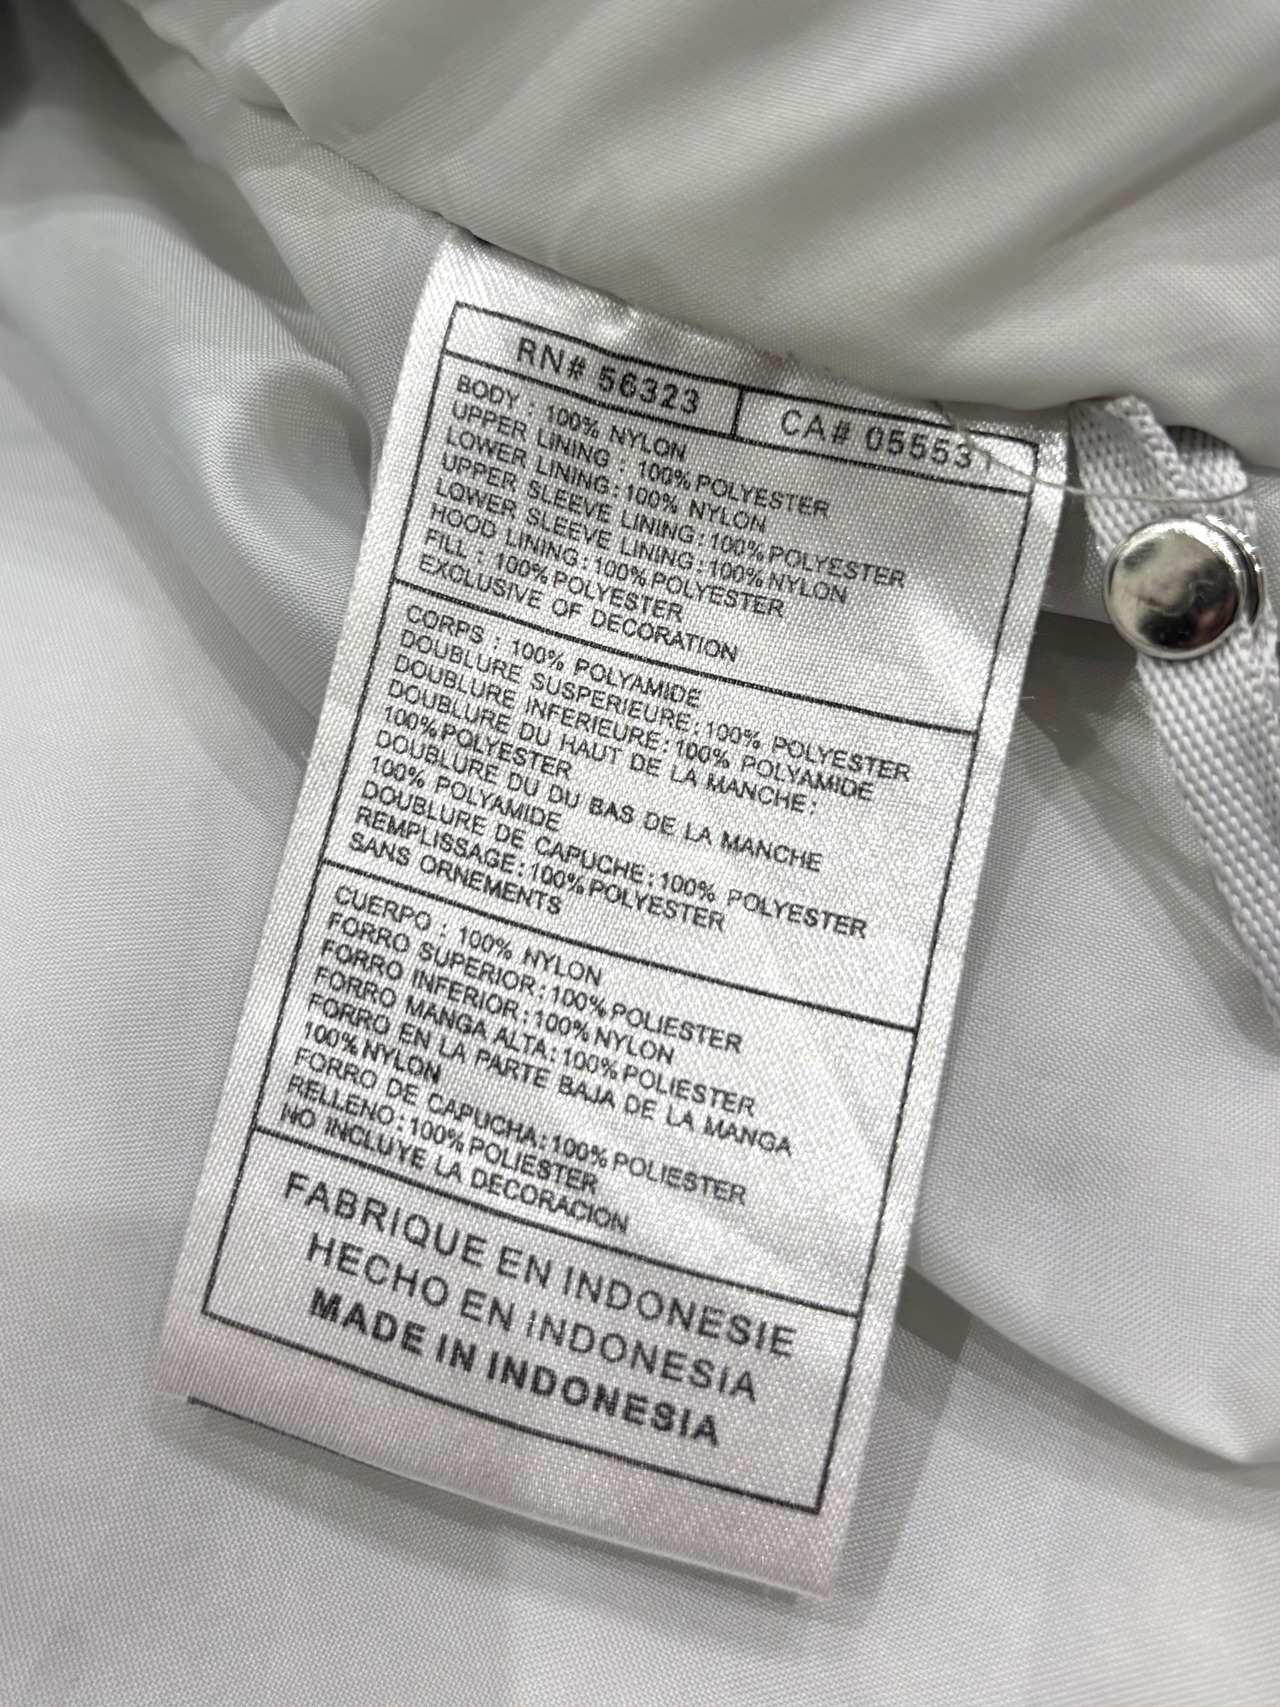 RN# 56323
CA# 05553
BODY : 100% NYLON
UPPER LINING : 100% POLYESTER
LOWER LINING : 100% NYLON
UPPER SLEEVE LINING : 100% POLYESTER
LOWER SLEEVE LINING : 100% NYLON
HOOD LINING : 100% POLYESTER
FILL : 100% POLYESTER
EXCLUSIVE OF DECORATION
CORPS : 100% POLYAMIDE
DOUBLURE SUSPERIEURE : 100% POLYESTER
DOUBLURE INFERIEURE : 100% POLYAMIDE
DOUBLURE DU HAUT DE LA MANCHE :
100% POLYESTER
DOUBLURE DU DU BAS DE LA MANCHE
100% POLYAMIDE
DOUBLURE DE CAPUCHE : 100% POLYESTER
REMPLISSAGE : 100% POLYESTER
SANS ORNEMENTS
CUERPO : 100% NYLON
FORRO SUPERIOR : 100% POLIESTER
FORRO INFERIOR : 100% NYLON
FORRO MANGA ALTA : 100% POLIESTER
FORRO EN LA PARTE BAJA DE LA MANGA
100% NYLON
FORRO DE CAPUCHA : 100% POLIESTER
RELLENO : 100% POLIESTER
NO INCLUYE LA DECORACION
FABRIQUE EN INDONESIE
HECHO EN INDONESIA
MADE IN INDONESIA